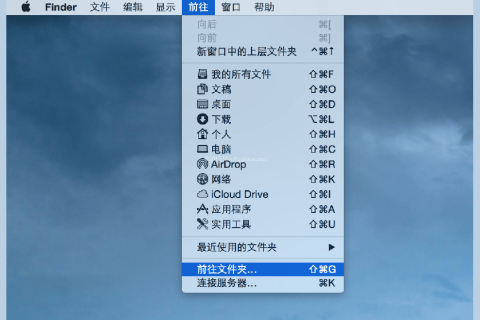 Finder 文件 编辑 显示 前往 窗口 帮助
向后 ⌘[
向前 ⌘]
新窗口中的上层文件夹 ^⌘↑
我的所有文件 ⇧⌘F
文稿 ⇧⌘O
桌面 ⇧⌘D
下载 ⌥⌘L
个人 ⇧⌘H
电脑 ⇧⌘C
AirDrop ⇧⌘R
网络 ⇧⌘K
iCloud Drive ⇧⌘I
应用程序 ⇧⌘A
实用工具 ⇧⌘U
最近使用的文件夹 ▶
前往文件夹... ⇧⌘G
连接服务器... ⌘K